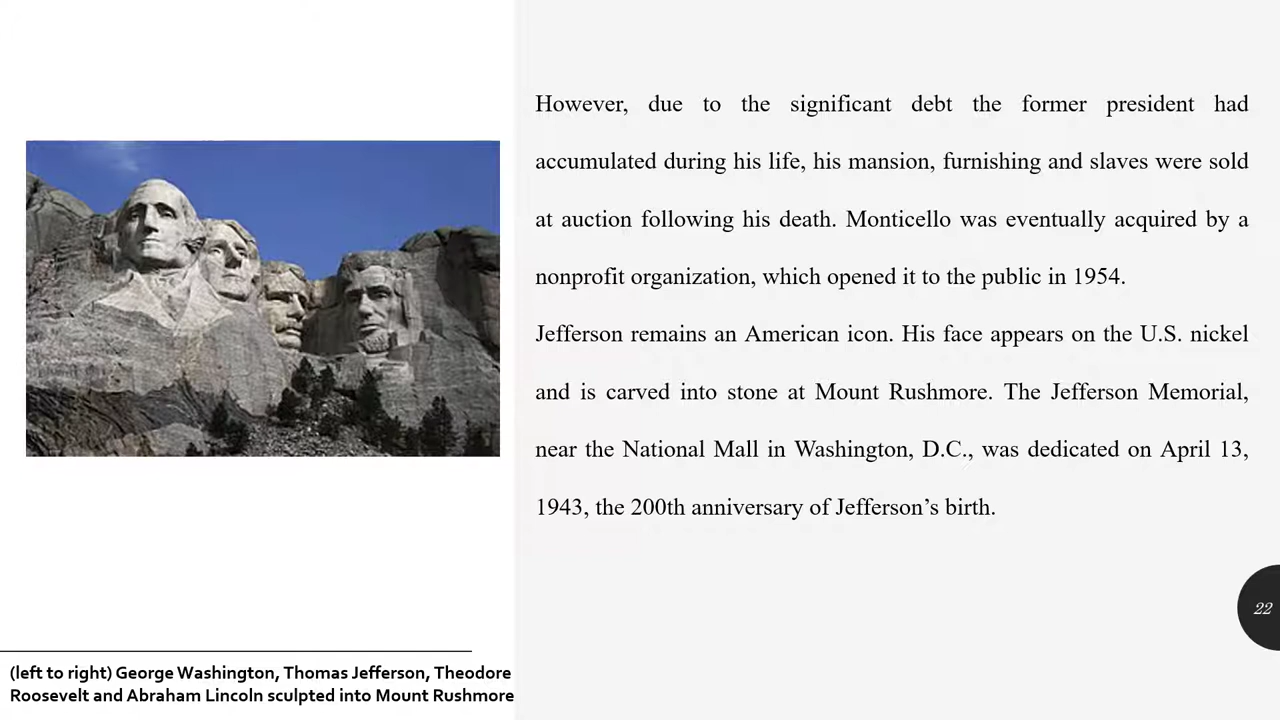 However, due to the significant debt the former president had
accumulated during his life, his mansion, furnishing and slaves were sold
at auction following his death. Monticello was eventually acquired by a
nonprofit organization, which opened it to the public in 1954.
Jefferson remains an American icon. His face appears on the U.S. nickel
and is carved into stone at Mount Rushmore. The Jefferson Memorial,
near the National Mall in Washington, D.C., was dedicated on April 13,
1943, the 200th anniversary of Jefferson’s birth.
22
(left to right) George Washington, Thomas Jefferson, Theodore
Roosevelt and Abraham Lincoln sculpted into Mount Rushmore